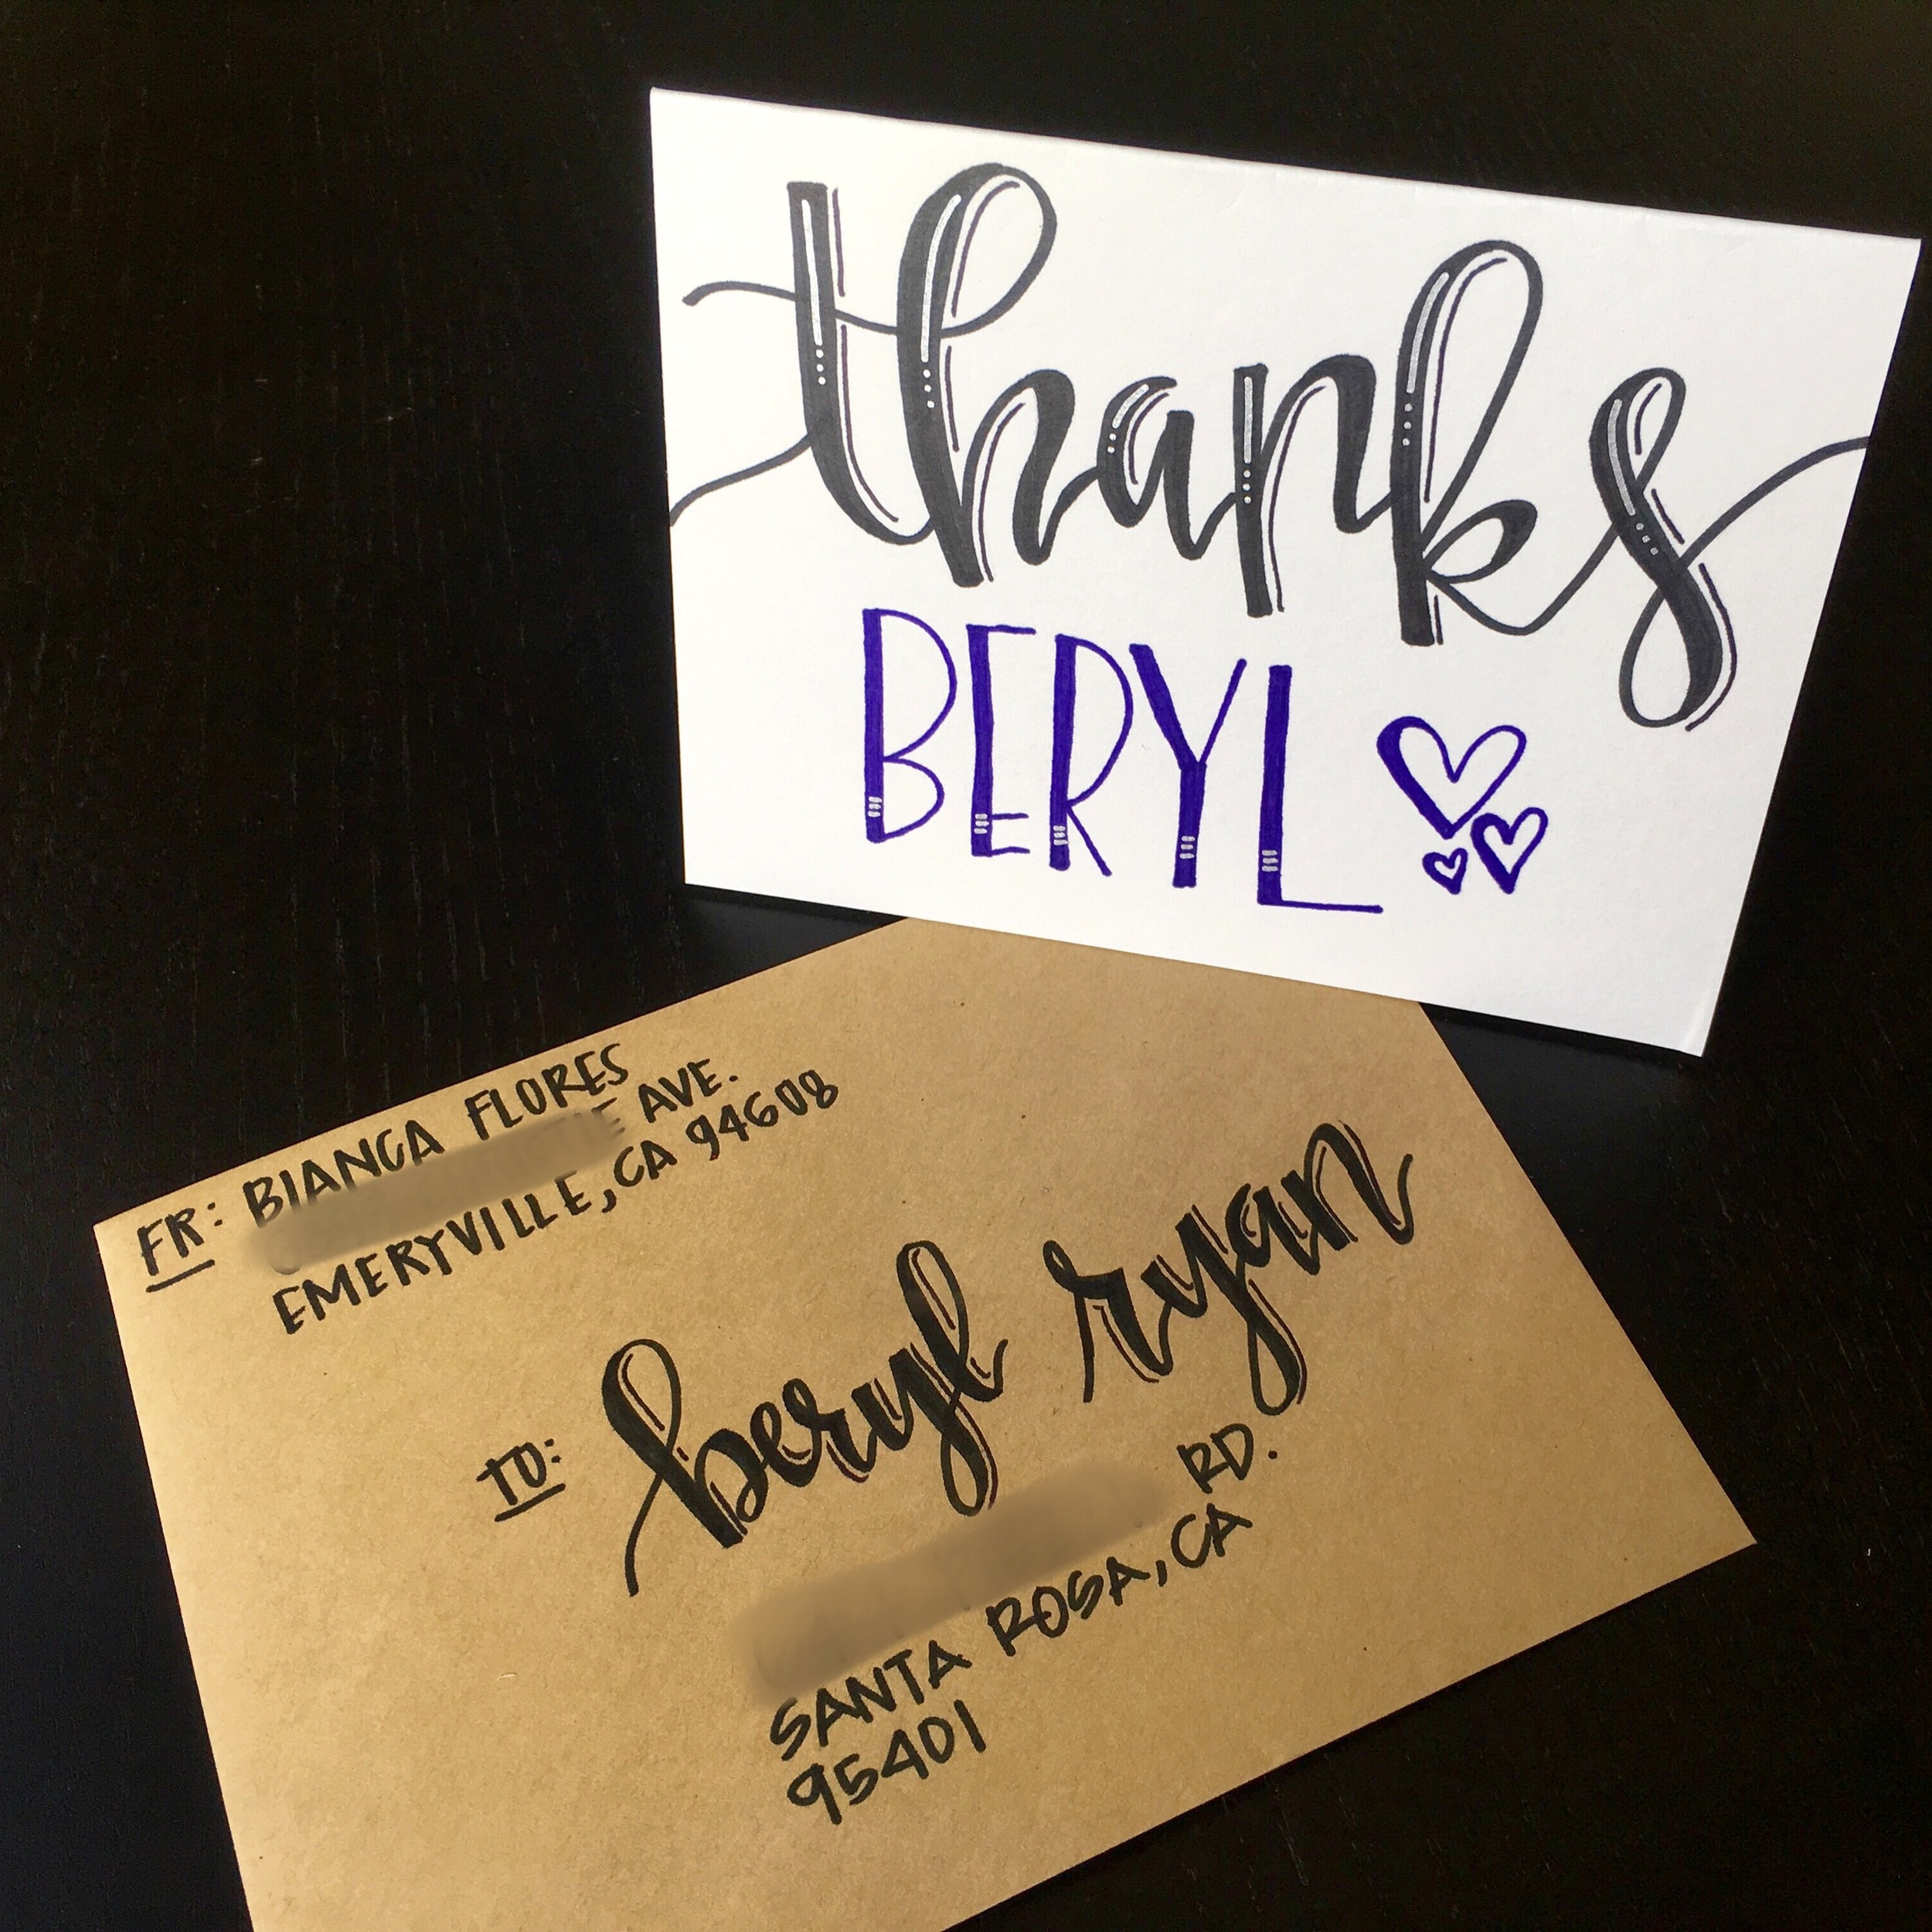 thanks
BERYL
FR: BIANCA FLORES
AVE.
EMERYVILLE, CA 94608
TO: beryl ryan
RD.
SANTA ROSA, CA
95401